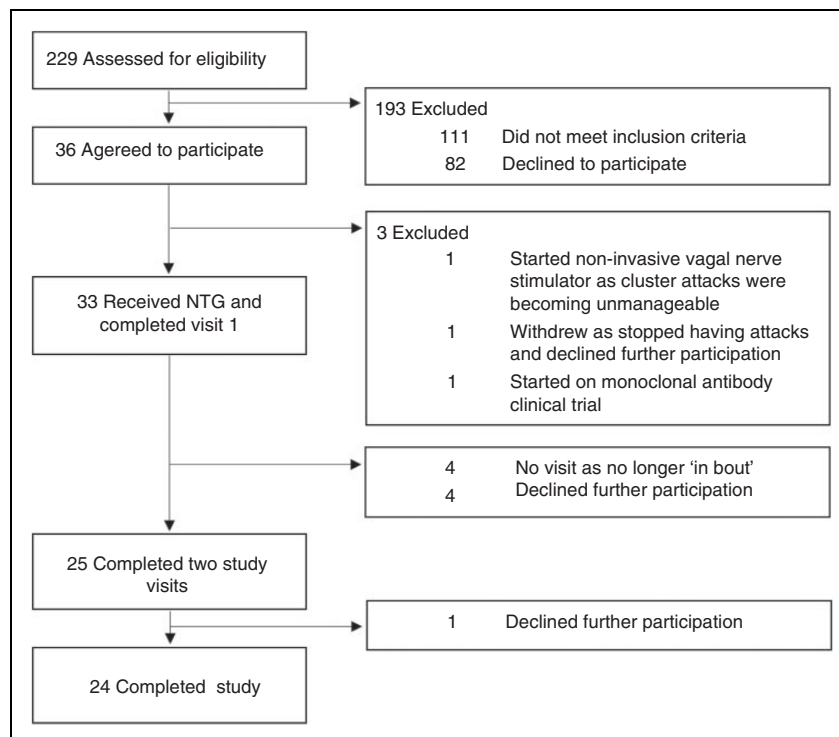 229 Assessed for eligibility
193 Excluded
111 Did not meet inclusion criteria
82 Declined to participate
36 Agereed to participate
3 Excluded
1 Started non-invasive vagal nerve
stimulator as cluster attacks were
becoming unmanageable
1 Withdrew as stopped having attacks
and declined further participation
1 Started on monoclonal antibody
clinical trial
33 Received NTG and
completed visit 1
4 No visit as no longer ‘in bout’
4 Declined further participation
25 Completed two study
visits
1 Declined further participation
24 Completed study